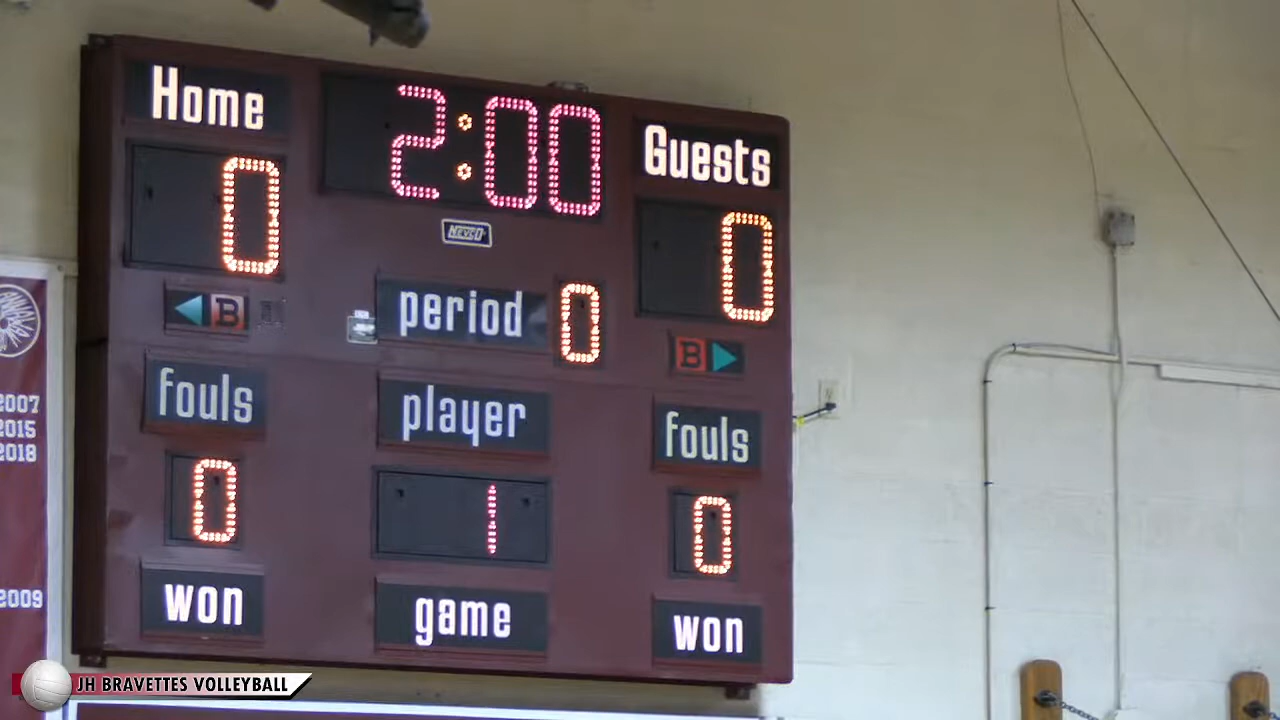 Home 2:00 Guests
0 0
NEVCO
period 0
B B
fouls player fouls
0 1 0
won game won
2007
2015
2018
2009
JH BRAVETTES VOLLEYBALL